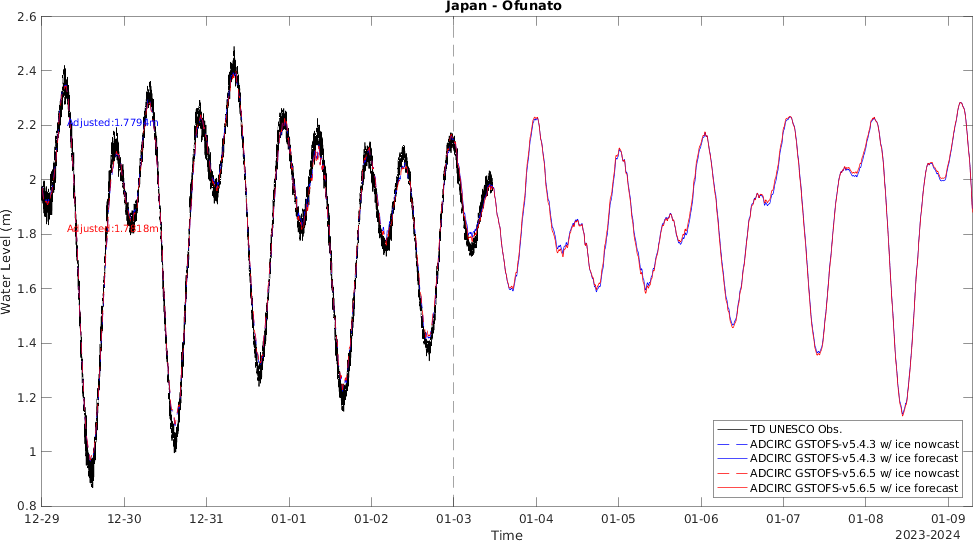 Japan - Ofunato
2.6
2.4
2.2
2
1.8
1.6
1.4
1.2
1
0.8
Water Level (m)
12-29
12-30
12-31
01-01
01-02
01-03
01-04
01-05
01-06
01-07
01-08
01-09
Time
2023-2024
TD UNESCO Obs.
ADCIRC GSTOFS-v5.4.3 w/ ice nowcast
ADCIRC GSTOFS-v5.4.3 w/ ice forecast
ADCIRC GSTOFS-v5.6.5 w/ ice nowcast
ADCIRC GSTOFS-v5.6.5 w/ ice forecast